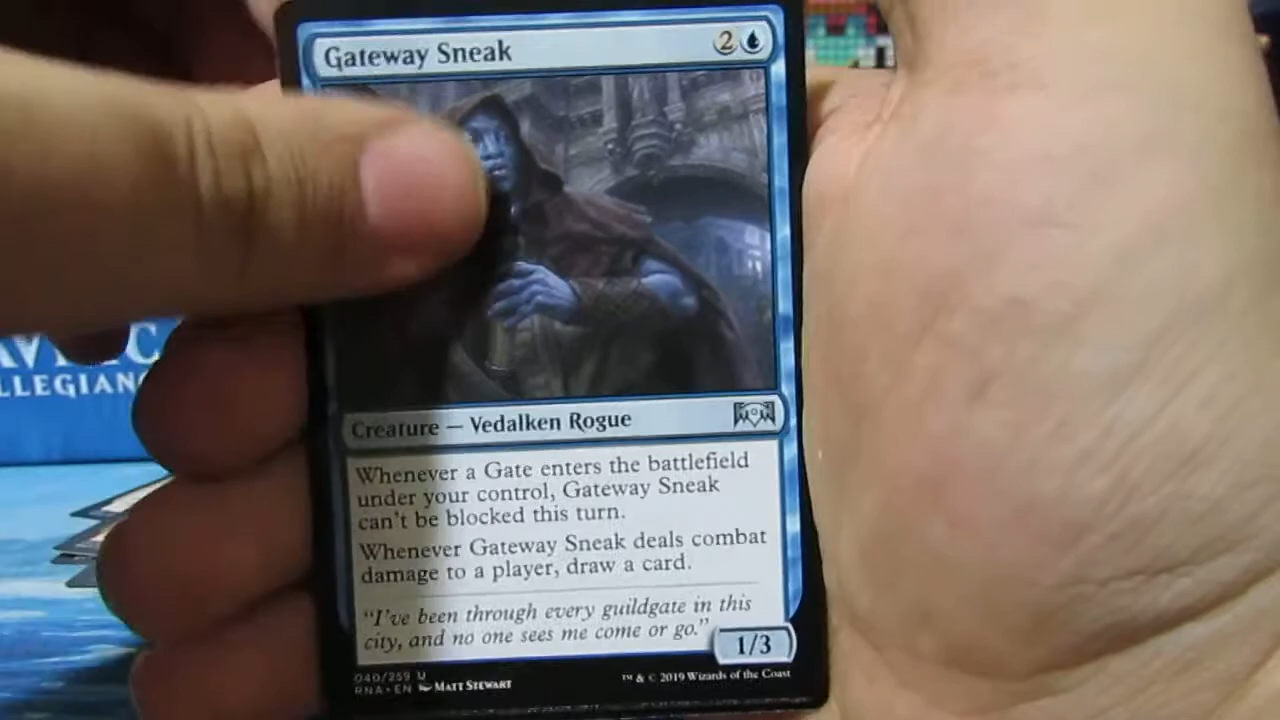 Gateway Sneak 2
Creature — Vedalken Rogue
Whenever a Gate enters the battlefield
under your control, Gateway Sneak
can't be blocked this turn.
Whenever Gateway Sneak deals combat
damage to a player, draw a card.
“I've been through every guildgate in this
city, and no one sees me come or go.”
1/3
040/259 U
RNA • EN MATT STEWART
™ & © 2019 Wizards of the Coast